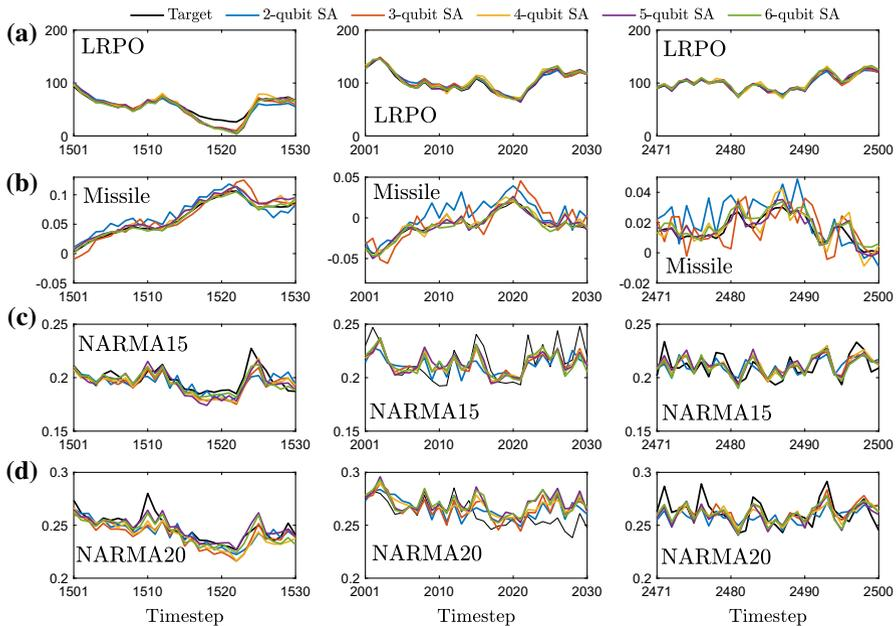 Target 2-qubit SA 3-qubit SA 4-qubit SA 5-qubit SA 6-qubit SA
(a)
200 LRPO 200 200 LRPO
100 100 LRPO 100
0 0 0
1501 1510 1520 1530 2001 2010 2020 2030 2471 2480 2490 2500
(b)
0.1 Missile 0.05 Missile 0.04
0.05 0 0.02
0 -0.05 0 Missile
-0.05 -0.02
1501 1510 1520 1530 2001 2010 2020 2030 2471 2480 2490 2500
(c)
0.25 NARMA15 0.25 0.25
0.2 0.2 0.2
NARMA15 NARMA15
0.15 0.15 0.15
1501 1510 1520 1530 2001 2010 2020 2030 2471 2480 2490 2500
(d)
0.3 0.3 0.3
0.25 0.25 0.25
NARMA20 NARMA20 NARMA20
0.2 0.2 0.2
1501 1510 1520 1530 2001 2010 2020 2030 2471 2480 2490 2500
Timestep Timestep Timestep